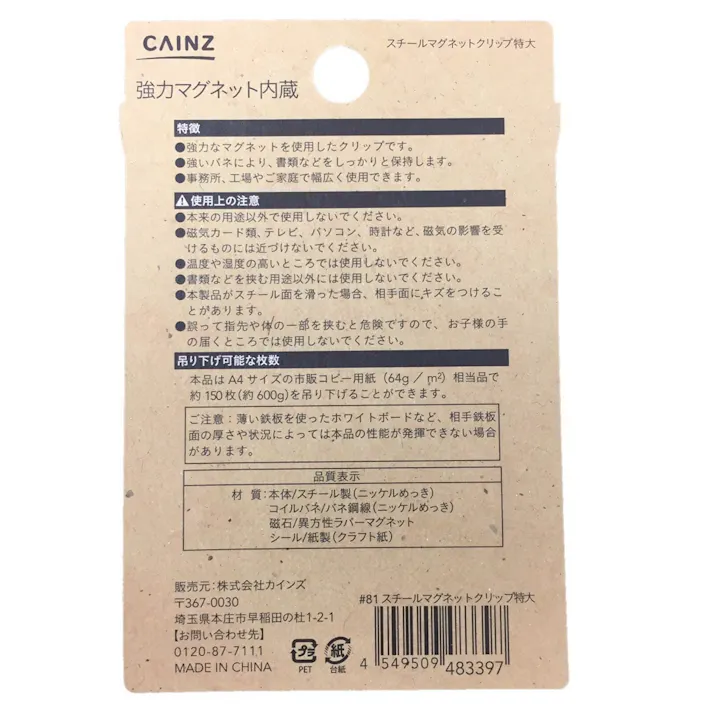 CAINZ
スチールマグネットクリップ特大
強力マグネット内蔵
特徴
●強力なマグネットを使用したクリップです。
●強いバネにより、書類などをしっかりと保持します。
●事務所、工場やご家庭で幅広く使用できます。
⚠使用上の注意
●本来の用途以外で使用しないでください。
●磁気カード類、テレビ、パソコン、時計など、磁気の影響を受
けるものには近づけないでください。
●温度や湿度の高いところでは使用しないでください。
●書類などを挟む用途以外には使用しないでください。
●本製品がスチール面を滑った場合、相手面にキズをつけるこ
とがあります。
●誤って指先や体の一部を挟むと危険ですので、お子様の手
の届くところでは使用しないでください。
吊り下げ可能な枚数
本品はA4サイズの市販コピー用紙（64g／m²）相当品で
約150枚(約600g)を吊り下げることができます。
ご注意：薄い鉄板を使ったホワイトボードなど、相手鉄板
面の厚さや状況によっては本品の性能が発揮できない場合
があります。
品質表示
材 質：本体/スチール製（ニッケルめっき）
コイルバネ/バネ鋼線（ニッケルめっき）
磁石/異方性ラバーマグネット
シール/紙製（クラフト紙）
販売元：株式会社カインズ
〒367-0030
埼玉県本庄市早稲田の杜1-2-1
【お問い合わせ先】
0120-87-7111
MADE IN CHINA
プラ
PET
紙
台紙
#81 スチールマグネットクリップ特大
4 549509 483397